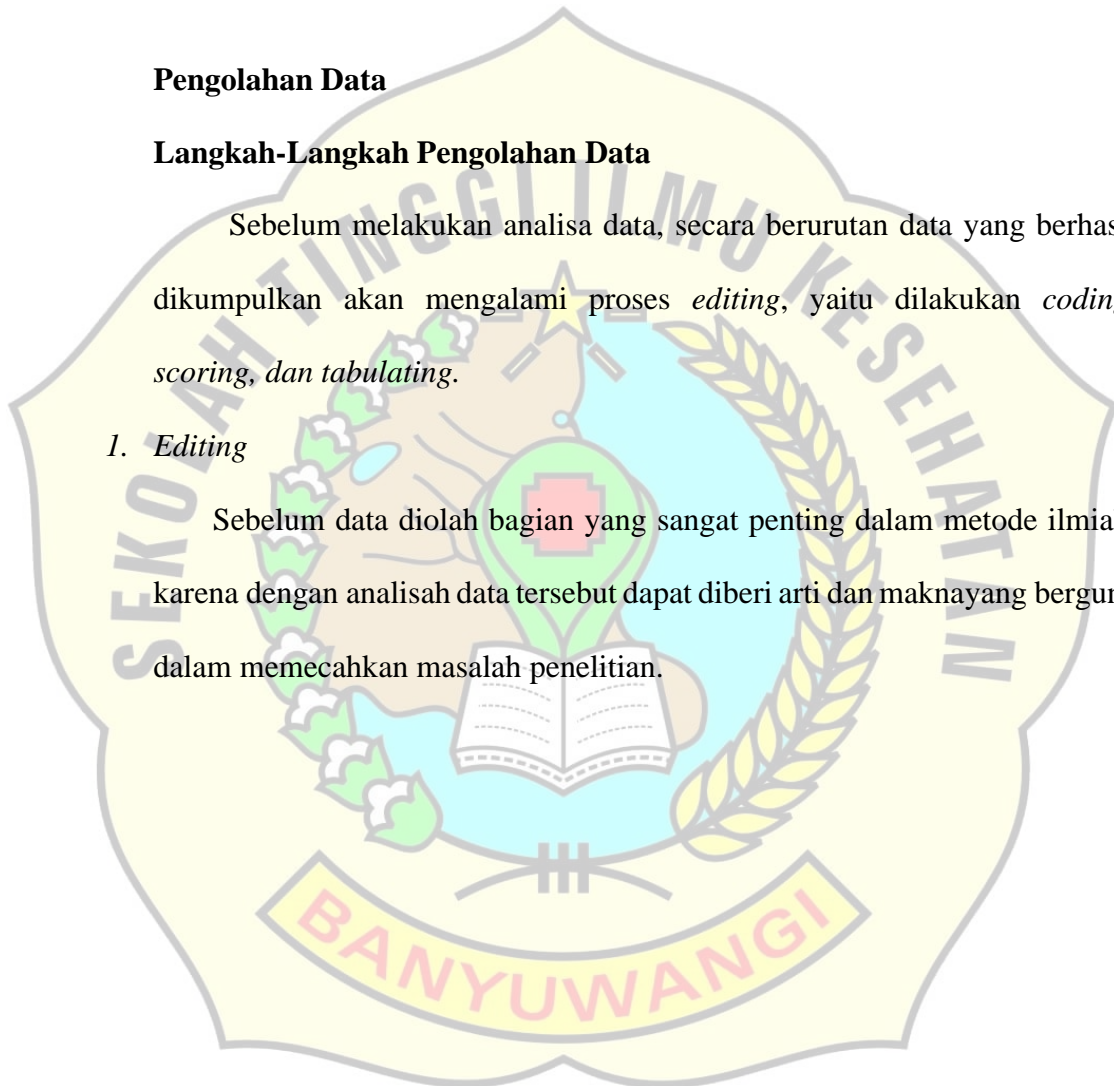 Pengolahan Data
Langkah-Langkah Pengolahan Data
Sebelum melakukan analisa data, secara berurutan data yang berhas
dikumpulkan akan mengalami proses editing, yaitu dilakukan coding
scoring, dan tabulating.
1. Editing
Sebelum data diolah bagian yang sangat penting dalam metode ilmia
karena dengan analisah data tersebut dapat diberi arti dan maknayang bergun
dalam memecahkan masalah penelitian.
SEKOLAH TINGGI ILMU KESEHATAN
BANYUWANGI